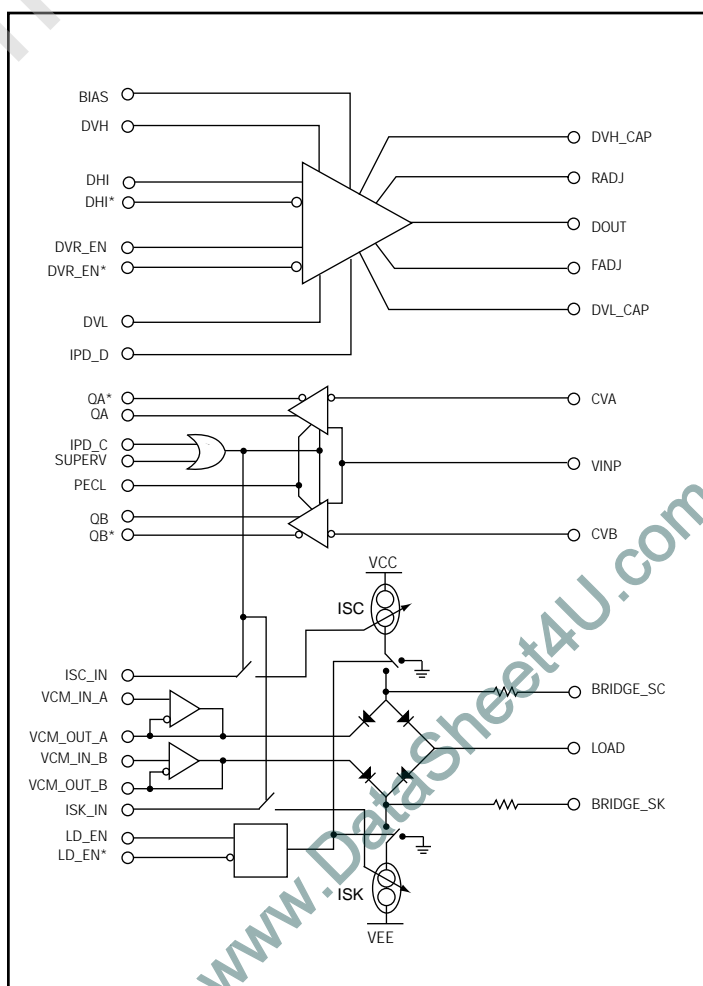 BIAS
DVH
DVH_CAP
DHI
RADJ
DHI*
DOUT
DVR_EN
FADJ
DVR_EN*
DVL
DVL_CAP
IPD_D
QA*
CVA
QA
IPD_C
SUPERV
VINP
PECL
QB
QB*
CVB
VCC
ISC
ISC_IN
VCM_IN_A
BRIDGE_SC
VCM_OUT_A
LOAD
VCM_IN_B
VCM_OUT_B
ISK_IN
BRIDGE_SK
LD_EN
LD_EN*
ISK
VEE
www.DataSheet4U.com